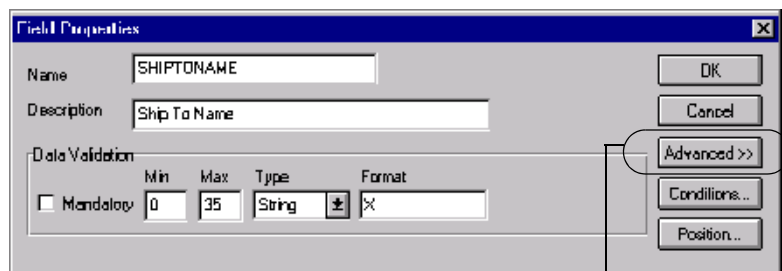 Field Properties
Name SHIPTONAME
OK
Description Ship To Name
Cancel
Data Validation
Advanced >>
Min Max Type Format
Mandatory 0 35 String X
Conditions...
Position...